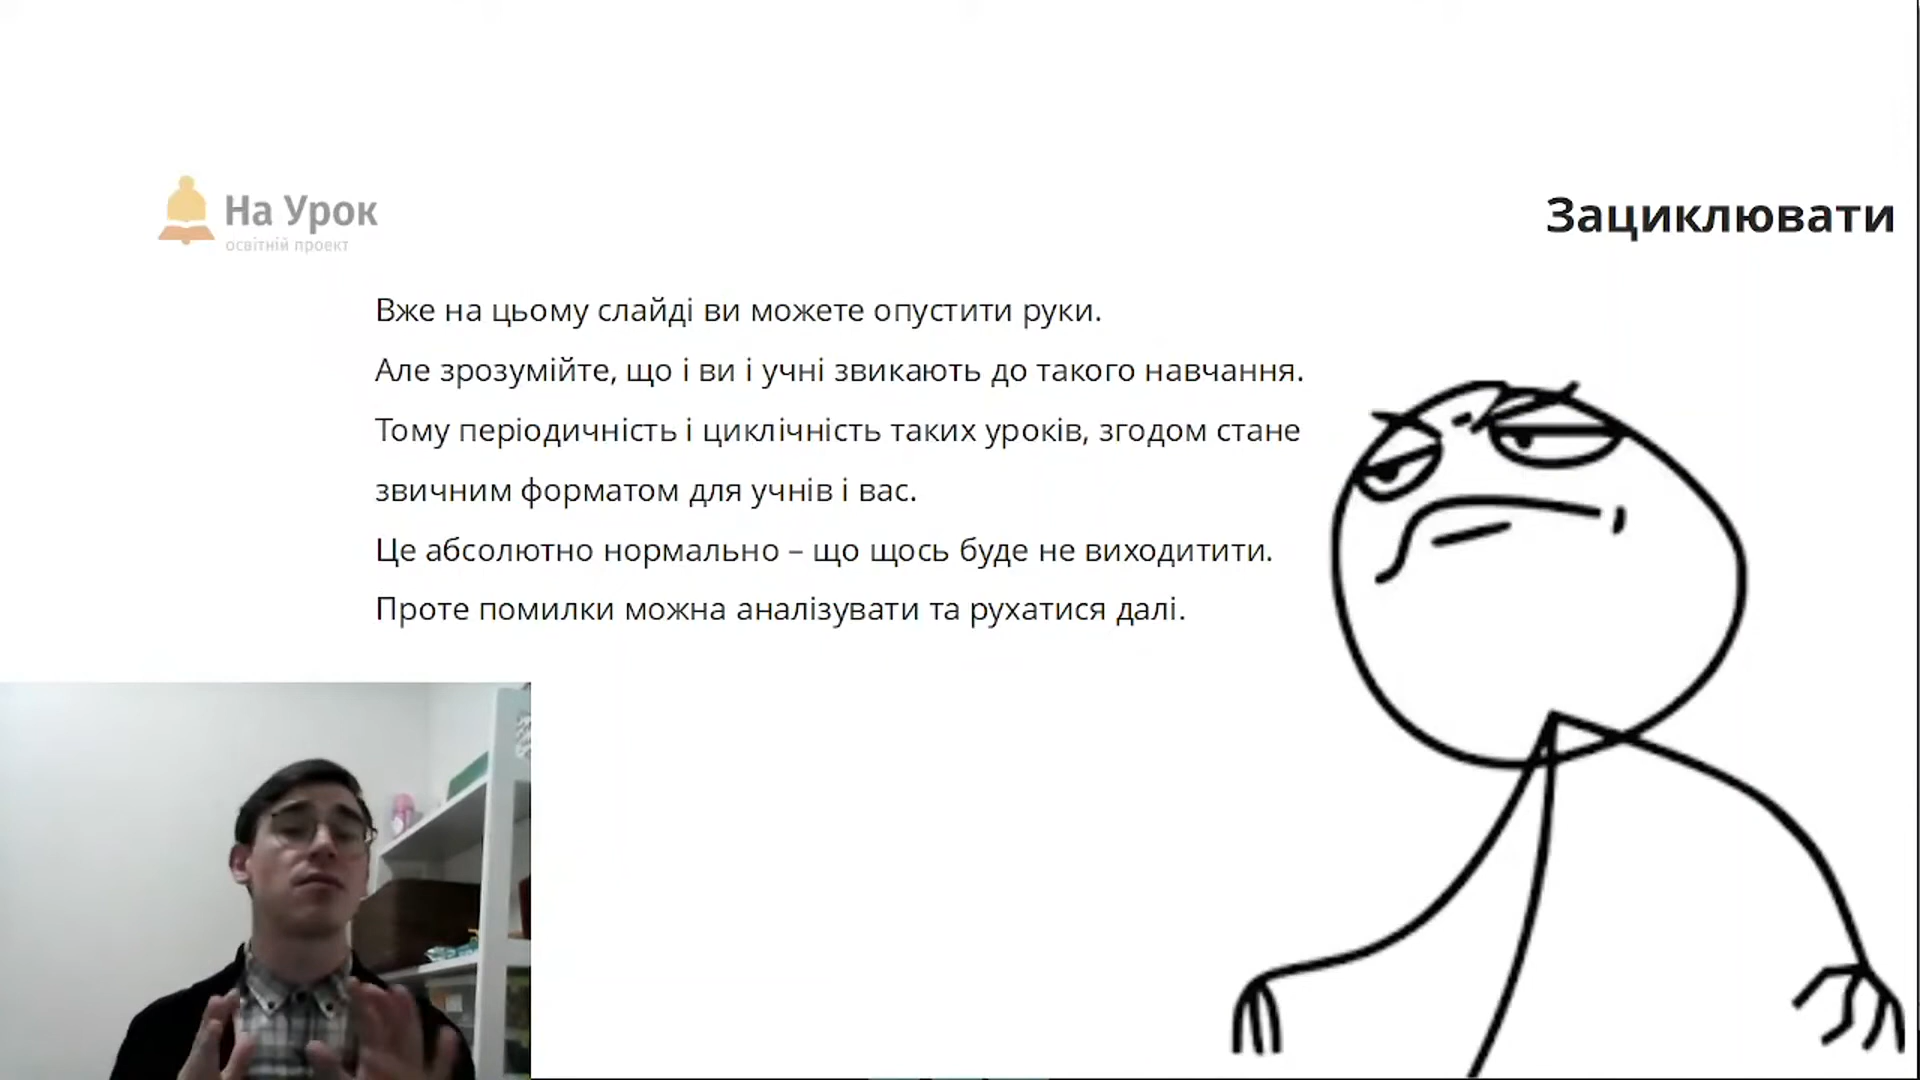 На Урок
освітній проект
Зациклювати
Вже на цьому слайді ви можете опустити руки.
Але зрозумійте, що і ви і учні звикають до такого навчання.
Тому періодичність і циклічність таких уроків, згодом стане
звичним форматом для учнів і вас.
Це абсолютно нормально – що щось буде не виходитити.
Проте помилки можна аналізувати та рухатися далі.